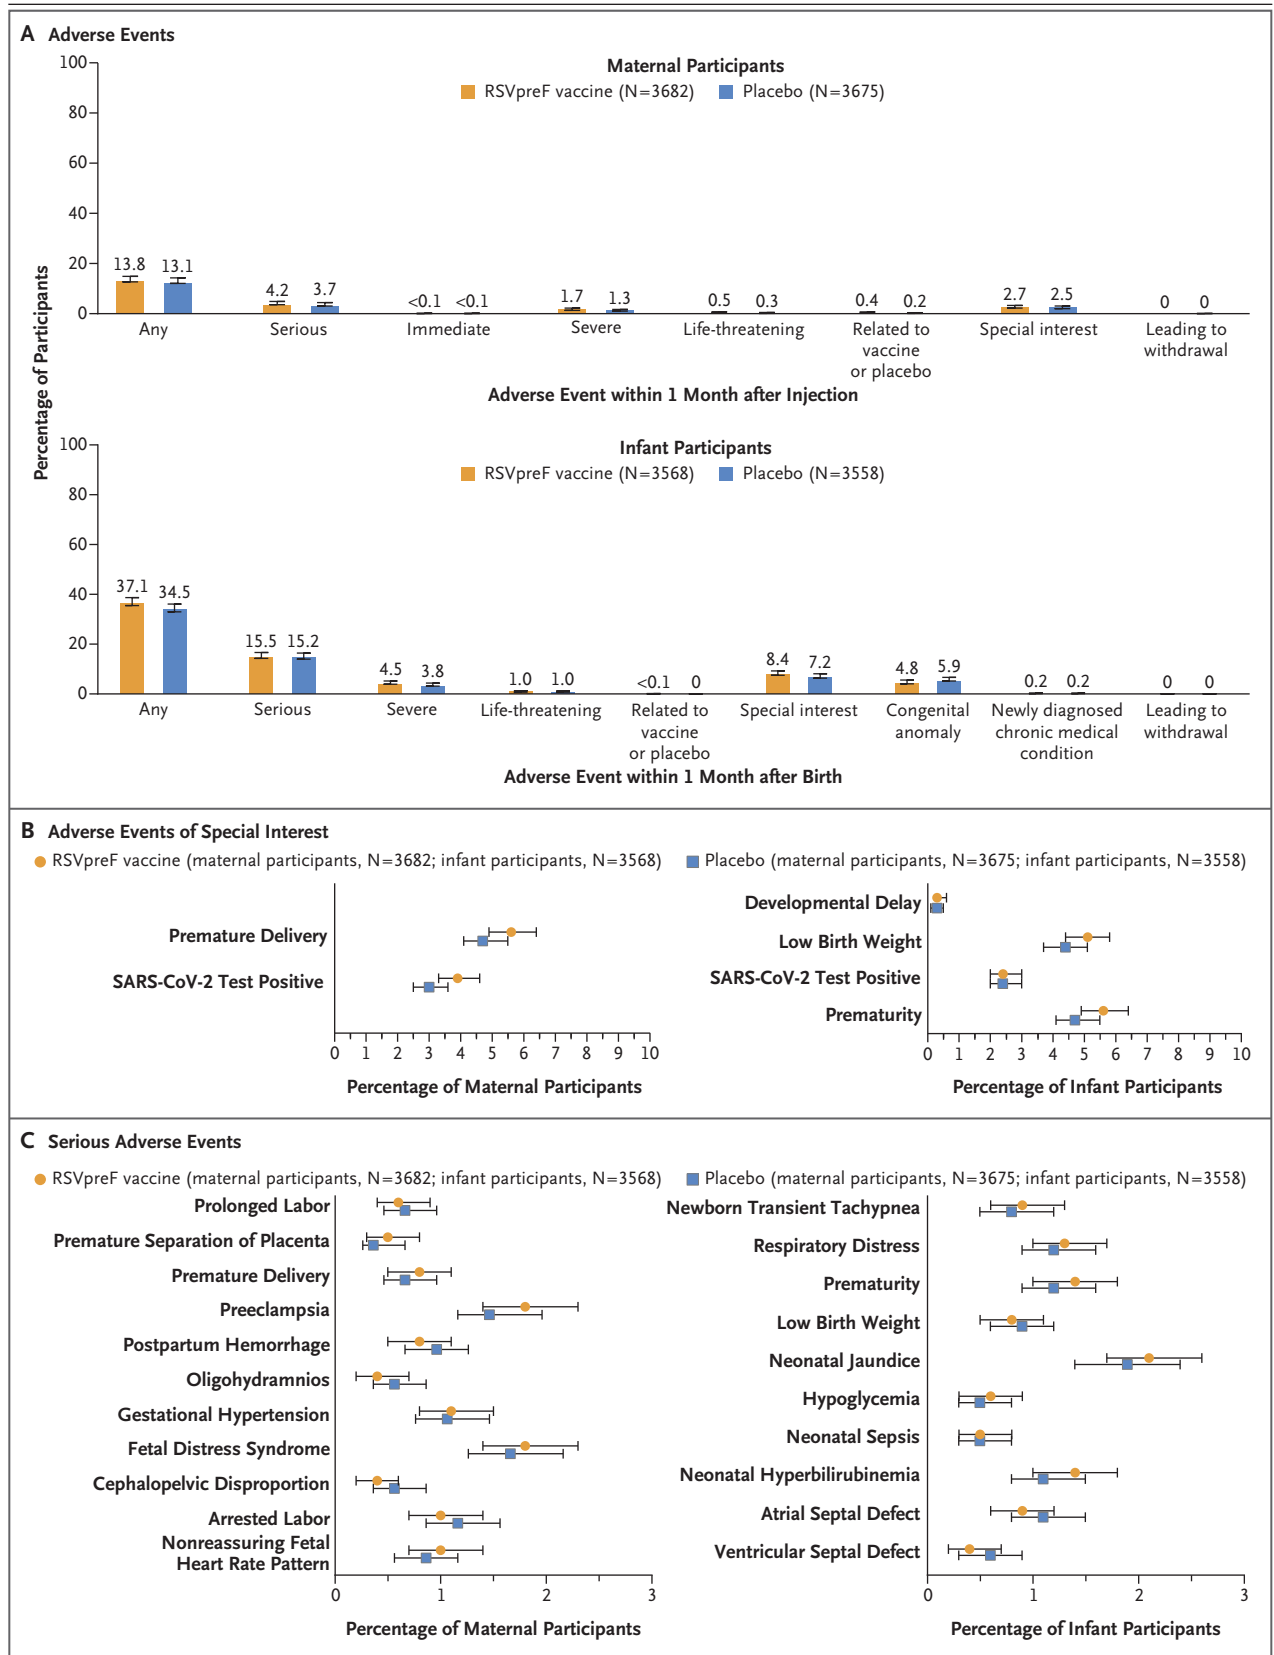 A Adverse Events
Percentage of Participants
Maternal Participants
RSVpreF vaccine (N=3682) Placebo (N=3675)
100
80
60
40
20
0
13.8 13.1 4.2 3.7 <0.1 <0.1 1.7 1.3 0.5 0.3 0.4 0.2 2.7 2.5 0 0
Any Serious Immediate Severe Life-threatening Related to Special interest Leading to
vaccine withdrawal
or placebo
Adverse Event within 1 Month after Injection
Infant Participants
RSVpreF vaccine (N=3568) Placebo (N=3558)
100
80
60
40
20
0
37.1 34.5 15.5 15.2 4.5 3.8 1.0 1.0 <0.1 0 8.4 7.2 4.8 5.9 0.2 0.2 0 0
Any Serious Severe Life-threatening Related to Special interest Congenital Newly diagnosed Leading to
vaccine anomaly chronic medical withdrawal
or placebo condition
Adverse Event within 1 Month after Birth
B Adverse Events of Special Interest
RSVpreF vaccine (maternal participants, N=3682; infant participants, N=3568) Placebo (maternal participants, N=3675; infant participants, N=3558)
Premature Delivery
SARS-CoV-2 Test Positive
0 1 2 3 4 5 6 7 8 9 10
Percentage of Maternal Participants
Developmental Delay
Low Birth Weight
SARS-CoV-2 Test Positive
Prematurity
0 1 2 3 4 5 6 7 8 9 10
Percentage of Infant Participants
C Serious Adverse Events
RSVpreF vaccine (maternal participants, N=3682; infant participants, N=3568) Placebo (maternal participants, N=3675; infant participants, N=3558)
Prolonged Labor
Premature Separation of Placenta
Premature Delivery
Preeclampsia
Postpartum Hemorrhage
Oligohydramnios
Gestational Hypertension
Fetal Distress Syndrome
Cephalopelvic Disproportion
Arrested Labor
Nonreassuring Fetal
Heart Rate Pattern
0 1 2 3
Percentage of Maternal Participants
Newborn Transient Tachypnea
Respiratory Distress
Prematurity
Low Birth Weight
Neonatal Jaundice
Hypoglycemia
Neonatal Sepsis
Neonatal Hyperbilirubinemia
Atrial Septal Defect
Ventricular Septal Defect
0 1 2 3
Percentage of Infant Participants